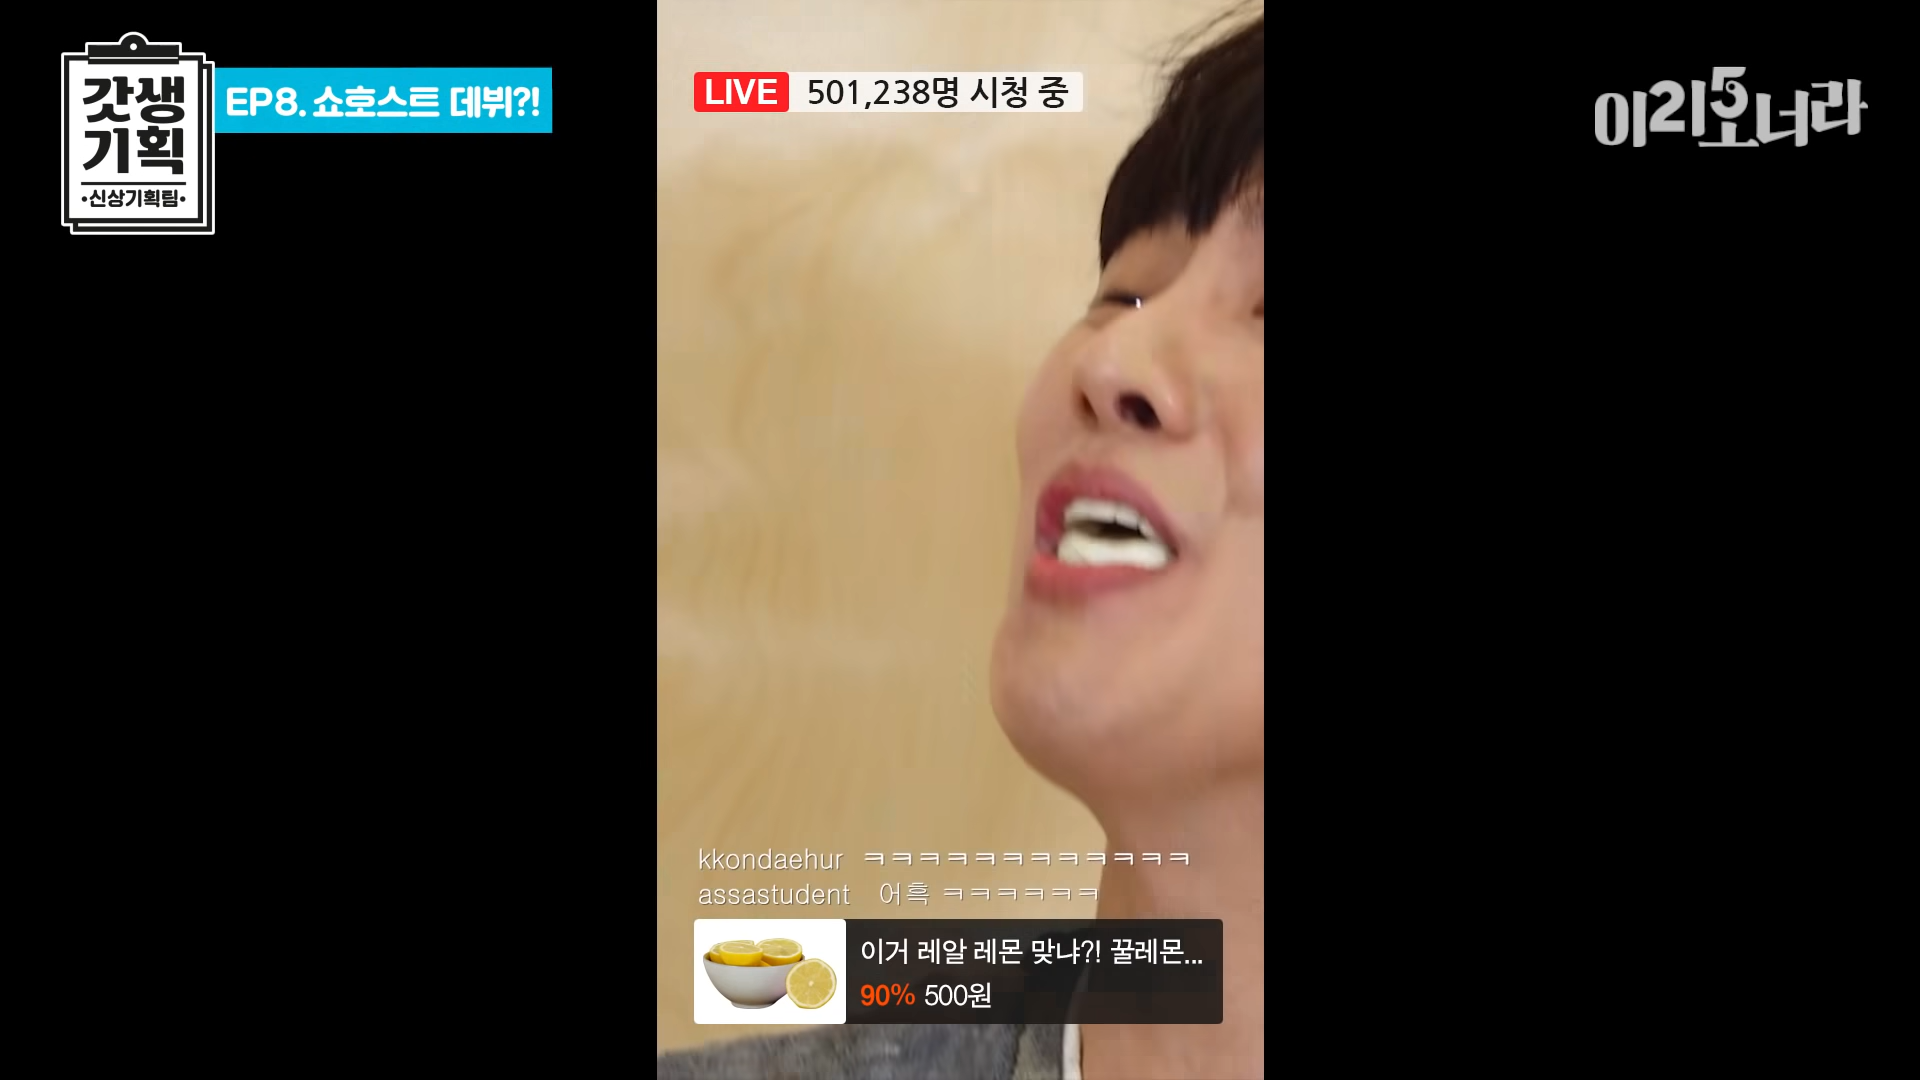 갓생
기획
•신상기획팀•
EP8. 쇼호스트 데뷔?!
LIVE 501,238명 시청 중
이리오너라
kkondaehur ㅋㅋㅋㅋㅋㅋㅋㅋㅋㅋㅋㅋ
assastudent 어흑 ㅋㅋㅋㅋㅋㅋ
이거 레알 레몬 맞냐?! 꿀레몬...
90% 500원